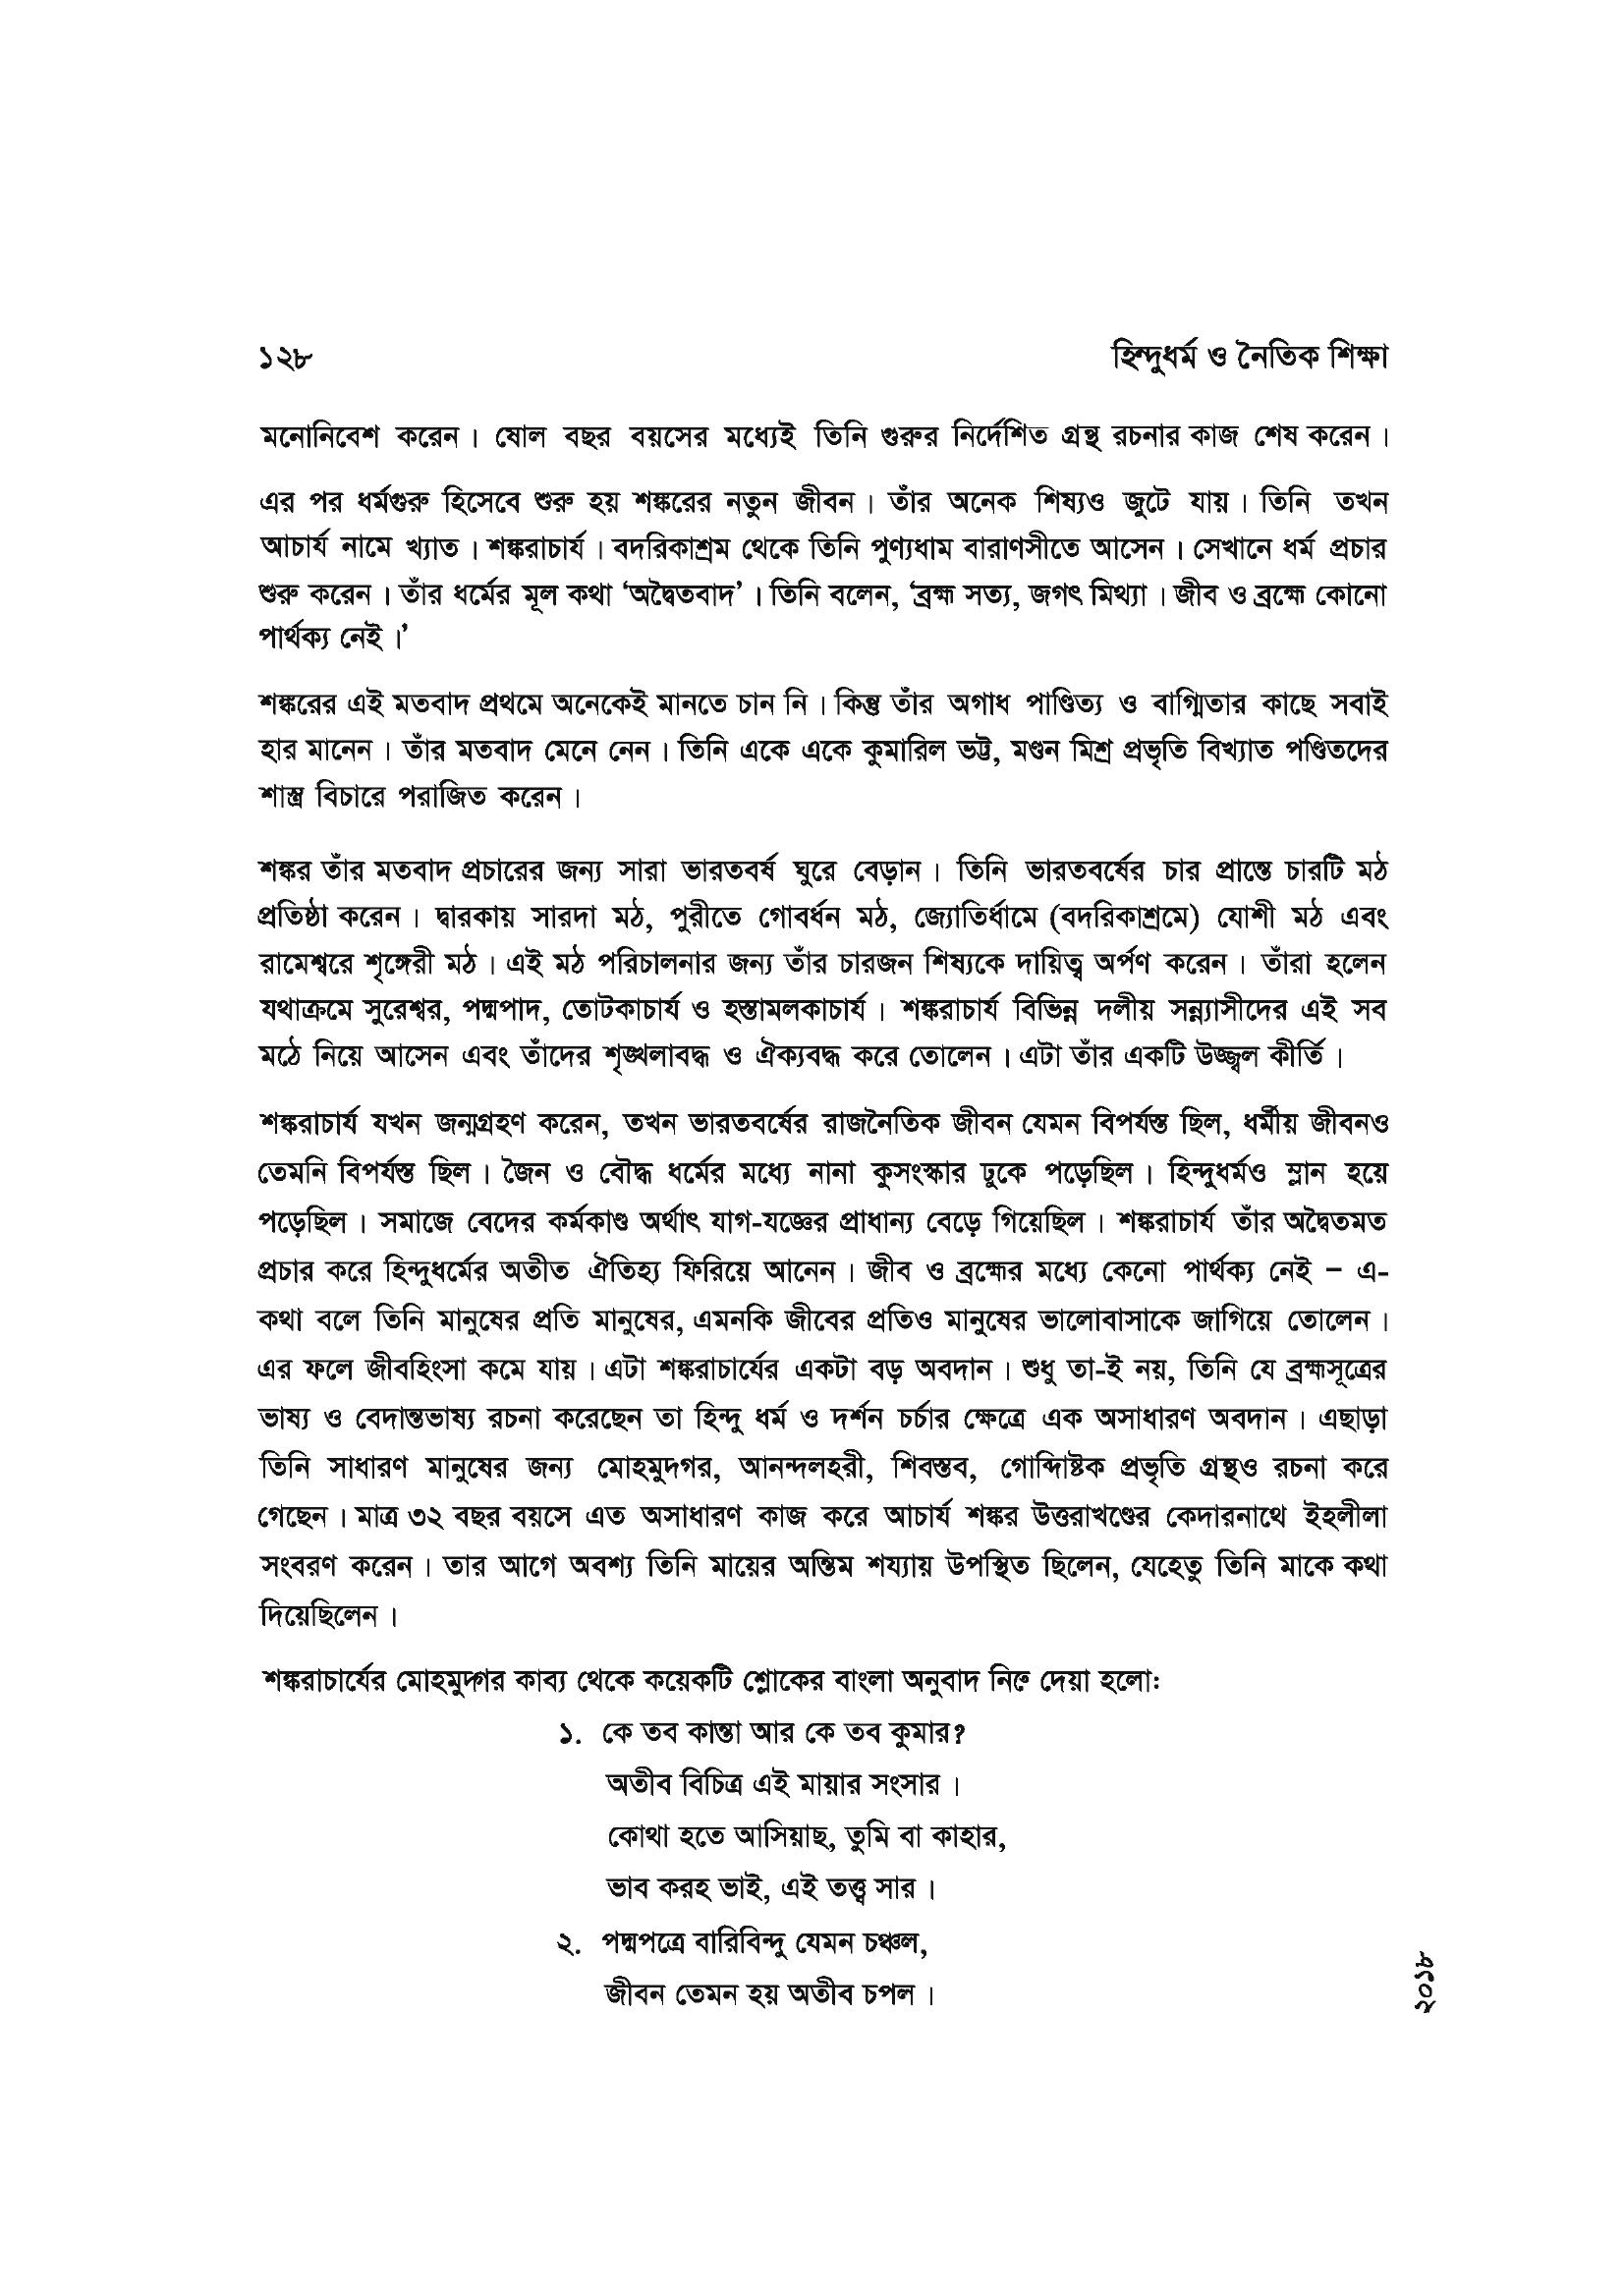 ১২৮ হিন্দুধর্ম ও নৈতিক শিক্ষা
মনোনিবেশ করেন। ষোল বছর বয়সের মধ্যেই তিনি গুরুর নির্দেশিত গ্রন্থ রচনার কাজ শেষ করেন।
এর পর ধর্মগুরু হিসেবে শুরু হয় শঙ্করের নতুন জীবন। তাঁর অনেক শিষ্যও জুটে যায়। তিনি তখন
আচার্য নামে খ্যাত। শঙ্করাচার্য। বদরিকাশ্রম থেকে তিনি পুণ্যধাম বারাণসীতে আসেন। সেখানে ধর্ম প্রচার
শুরু করেন। তাঁর ধর্মের মূল কথা ‘অদ্বৈতবাদ’। তিনি বলেন, ‘ব্রহ্ম সত্য, জগৎ মিথ্যা। জীব ও ব্রহ্মে কোনো
পার্থক্য নেই।’
শঙ্করের এই মতবাদ প্রথমে অনেকেই মানতে চান নি। কিন্তু তাঁর অগাধ পাণ্ডিত্য ও বাগ্মিতার কাছে সবাই
হার মানেন। তাঁর মতবাদ মেনে নেন। তিনি একে একে কুমারিল ভট্ট, মণ্ডন মিশ্র প্রভৃতি বিখ্যাত পণ্ডিতদের
শাস্ত্র বিচারে পরাজিত করেন।
শঙ্কর তাঁর মতবাদ প্রচারের জন্য সারা ভারতবর্ষ ঘুরে বেড়ান। তিনি ভারতবর্ষের চার প্রান্তে চারটি মঠ
প্রতিষ্ঠা করেন। দ্বারকায় সারদা মঠ, পুরীতে গোবর্ধন মঠ, জ্যোতির্ধামে (বদরিকাশ্রমে) যোশী মঠ এবং
রামেশ্বরে শৃঙ্গেরী মঠ। এই মঠ পরিচালনার জন্য তাঁর চারজন শিষ্যকে দায়িত্ব অর্পণ করেন। তাঁরা হলেন
যথাক্রমে সুরেশ্বর, পদ্মপাদ, তোটকাচার্য ও হস্তামলকাচার্য। শঙ্করাচার্য বিভিন্ন দলীয় সন্ন্যাসীদের এই সব
মঠে নিয়ে আসেন এবং তাঁদের শৃঙ্খলাবদ্ধ ও ঐক্যবদ্ধ করে তোলেন। এটা তাঁর একটি উজ্জ্বল কীর্তি।
শঙ্করাচার্য যখন জন্মগ্রহণ করেন, তখন ভারতবর্ষের রাজনৈতিক জীবন যেমন বিপর্যস্ত ছিল, ধর্মীয় জীবনও
তেমনি বিপর্যস্ত ছিল। জৈন ও বৌদ্ধ ধর্মের মধ্যে নানা কুসংস্কার ঢুকে পড়েছিল। হিন্দুধর্মও ম্লান হয়ে
পড়েছিল। সমাজে বেদের কর্মকাণ্ড অর্থাৎ যাগ-যজ্ঞের প্রাধান্য বেড়ে গিয়েছিল। শঙ্করাচার্য তাঁর অদ্বৈতমত
প্রচার করে হিন্দুধর্মের অতীত ঐতিহ্য ফিরিয়ে আনেন। জীব ও ব্রহ্মের মধ্যে কেনো পার্থক্য নেই – এ-
কথা বলে তিনি মানুষের প্রতি মানুষের, এমনকি জীবের প্রতিও মানুষের ভালোবাসাকে জাগিয়ে তোলেন।
এর ফলে জীবহিংসা কমে যায়। এটা শঙ্করাচার্যের একটা বড় অবদান। শুধু তা-ই নয়, তিনি যে ব্রহ্মসূত্রের
ভাষ্য ও বেদান্তভাষ্য রচনা করেছেন তা হিন্দু ধর্ম ও দর্শন চর্চার ক্ষেত্রে এক অসাধারণ অবদান। এছাড়া
তিনি সাধারণ মানুষের জন্য মোহমুদগর, আনন্দলহরী, শিবস্তব, গোব্দিাষ্টক প্রভৃতি গ্রন্থও রচনা করে
গেছেন। মাত্র ৩২ বছর বয়সে এত অসাধারণ কাজ করে আচার্য শঙ্কর উত্তরাখণ্ডের কেদারনাথে ইহলীলা
সংবরণ করেন। তার আগে অবশ্য তিনি মায়ের অন্তিম শয্যায় উপস্থিত ছিলেন, যেহেতু তিনি মাকে কথা
দিয়েছিলেন।
শঙ্করাচার্যের মোহমুদ্গর কাব্য থেকে কয়েকটি শ্লোকের বাংলা অনুবাদ দেয়া হলো:
১. কে তব কান্তা আর কে তব কুমার?
অতীব বিচিত্র এই মায়ার সংসার।
কোথা হতে আসিয়াছ, তুমি বা কাহার,
ভাব করহ ভাই, এই তত্ত্ব সার।
২. পদ্মপত্রে বারিবিন্দু যেমন চঞ্চল,
জীবন তেমন হয় অতীব চপল।
২০১৮